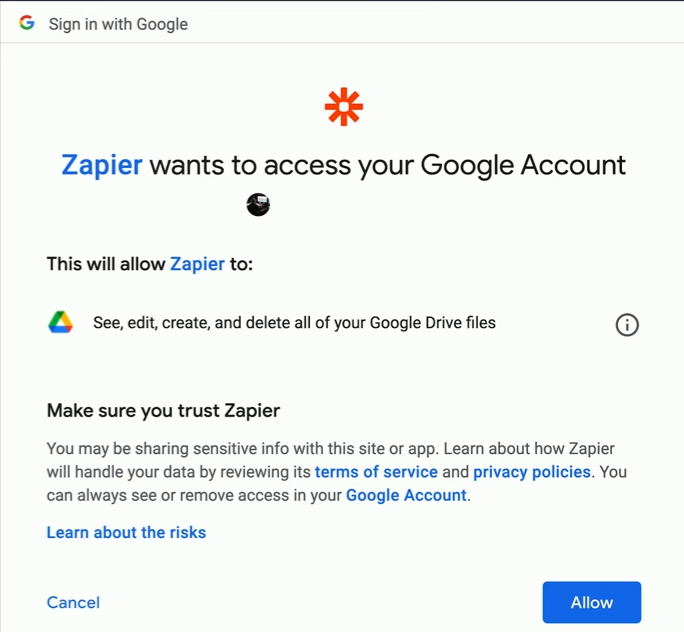 Sign in with Google
Zapier wants to access your Google Account
This will allow Zapier to:
See, edit, create, and delete all of your Google Drive files
Make sure you trust Zapier
You may be sharing sensitive info with this site or app. Learn about how Zapier
will handle your data by reviewing its terms of service and privacy policies. You
can always see or remove access in your Google Account.
Learn about the risks
Cancel
Allow